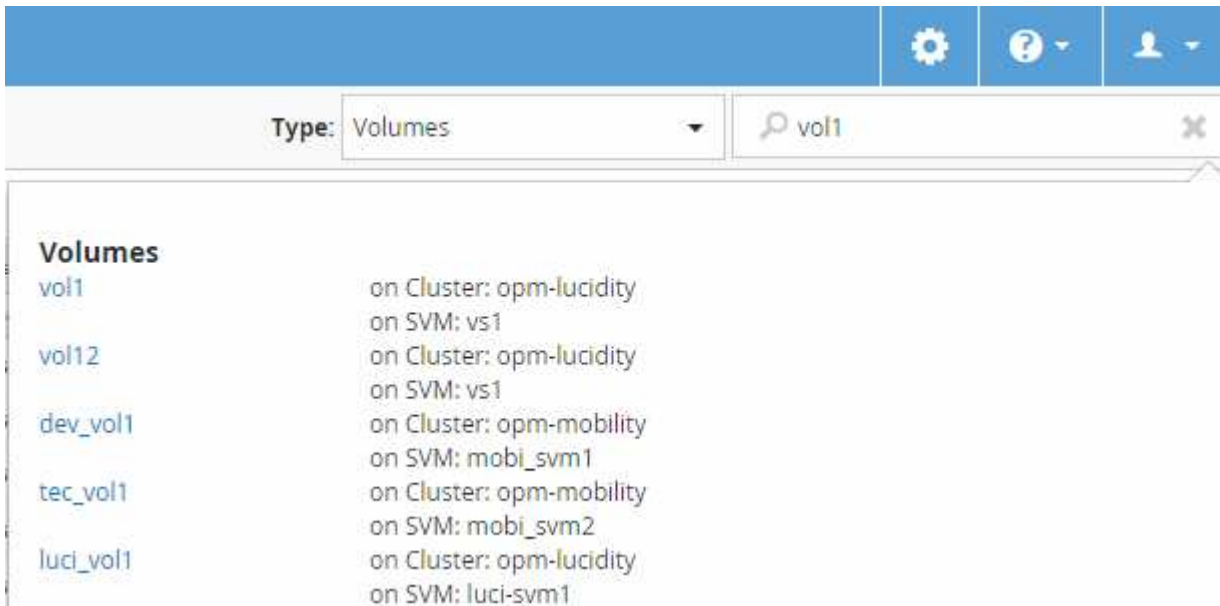 Type: Volumes vol1
Volumes
vol1 on Cluster: opm-lucidity
on SVM: vs1
vol12 on Cluster: opm-lucidity
on SVM: vs1
dev_vol1 on Cluster: opm-mobility
on SVM: mobi_svm1
tec_vol1 on Cluster: opm-mobility
on SVM: mobi_svm2
luci_vol1 on Cluster: opm-lucidity
on SVM: luci-svm1